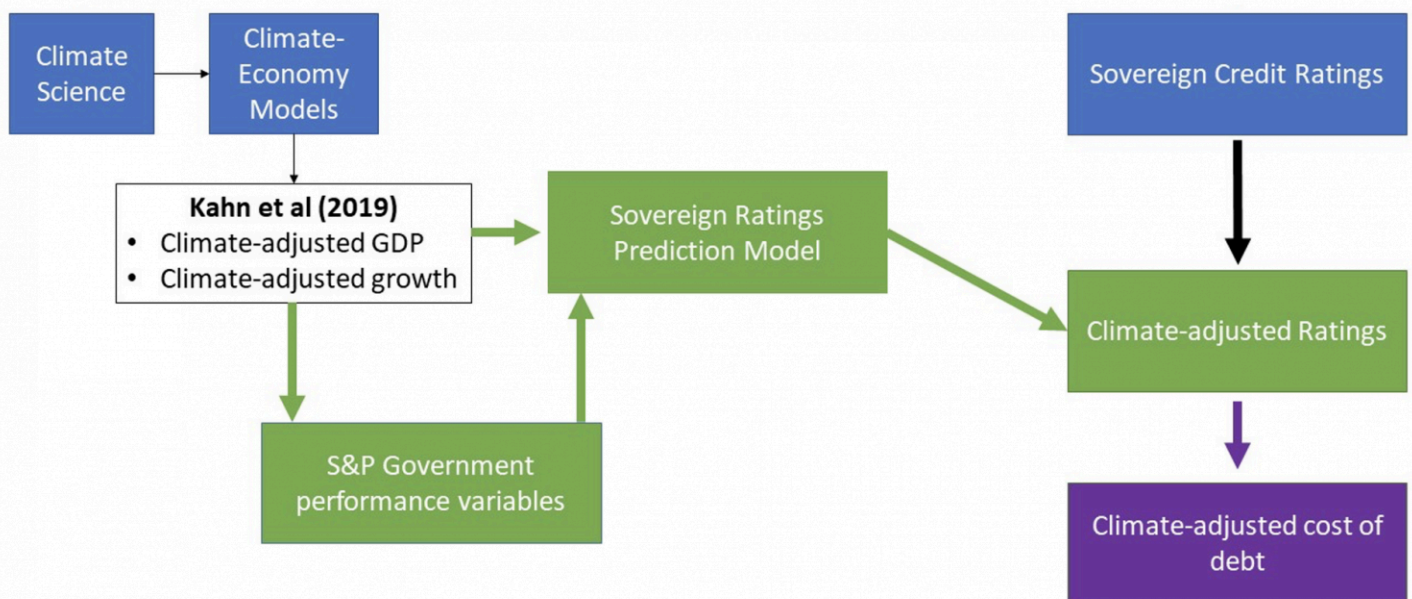 Climate
Science
Climate-
Economy
Models
Sovereign Credit Ratings
Kahn et al (2019)
• Climate-adjusted GDP
• Climate-adjusted growth
Sovereign Ratings
Prediction Model
Climate-adjusted Ratings
S&P Government
performance variables
Climate-adjusted cost of
debt